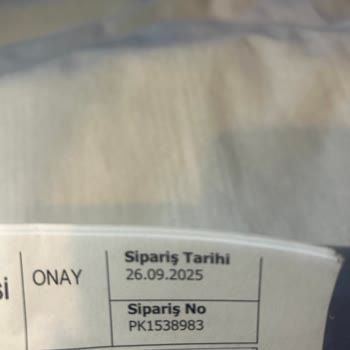 Sipariş Tarihi
ONAY
26.09.2025
Sipariş No
PK1538983